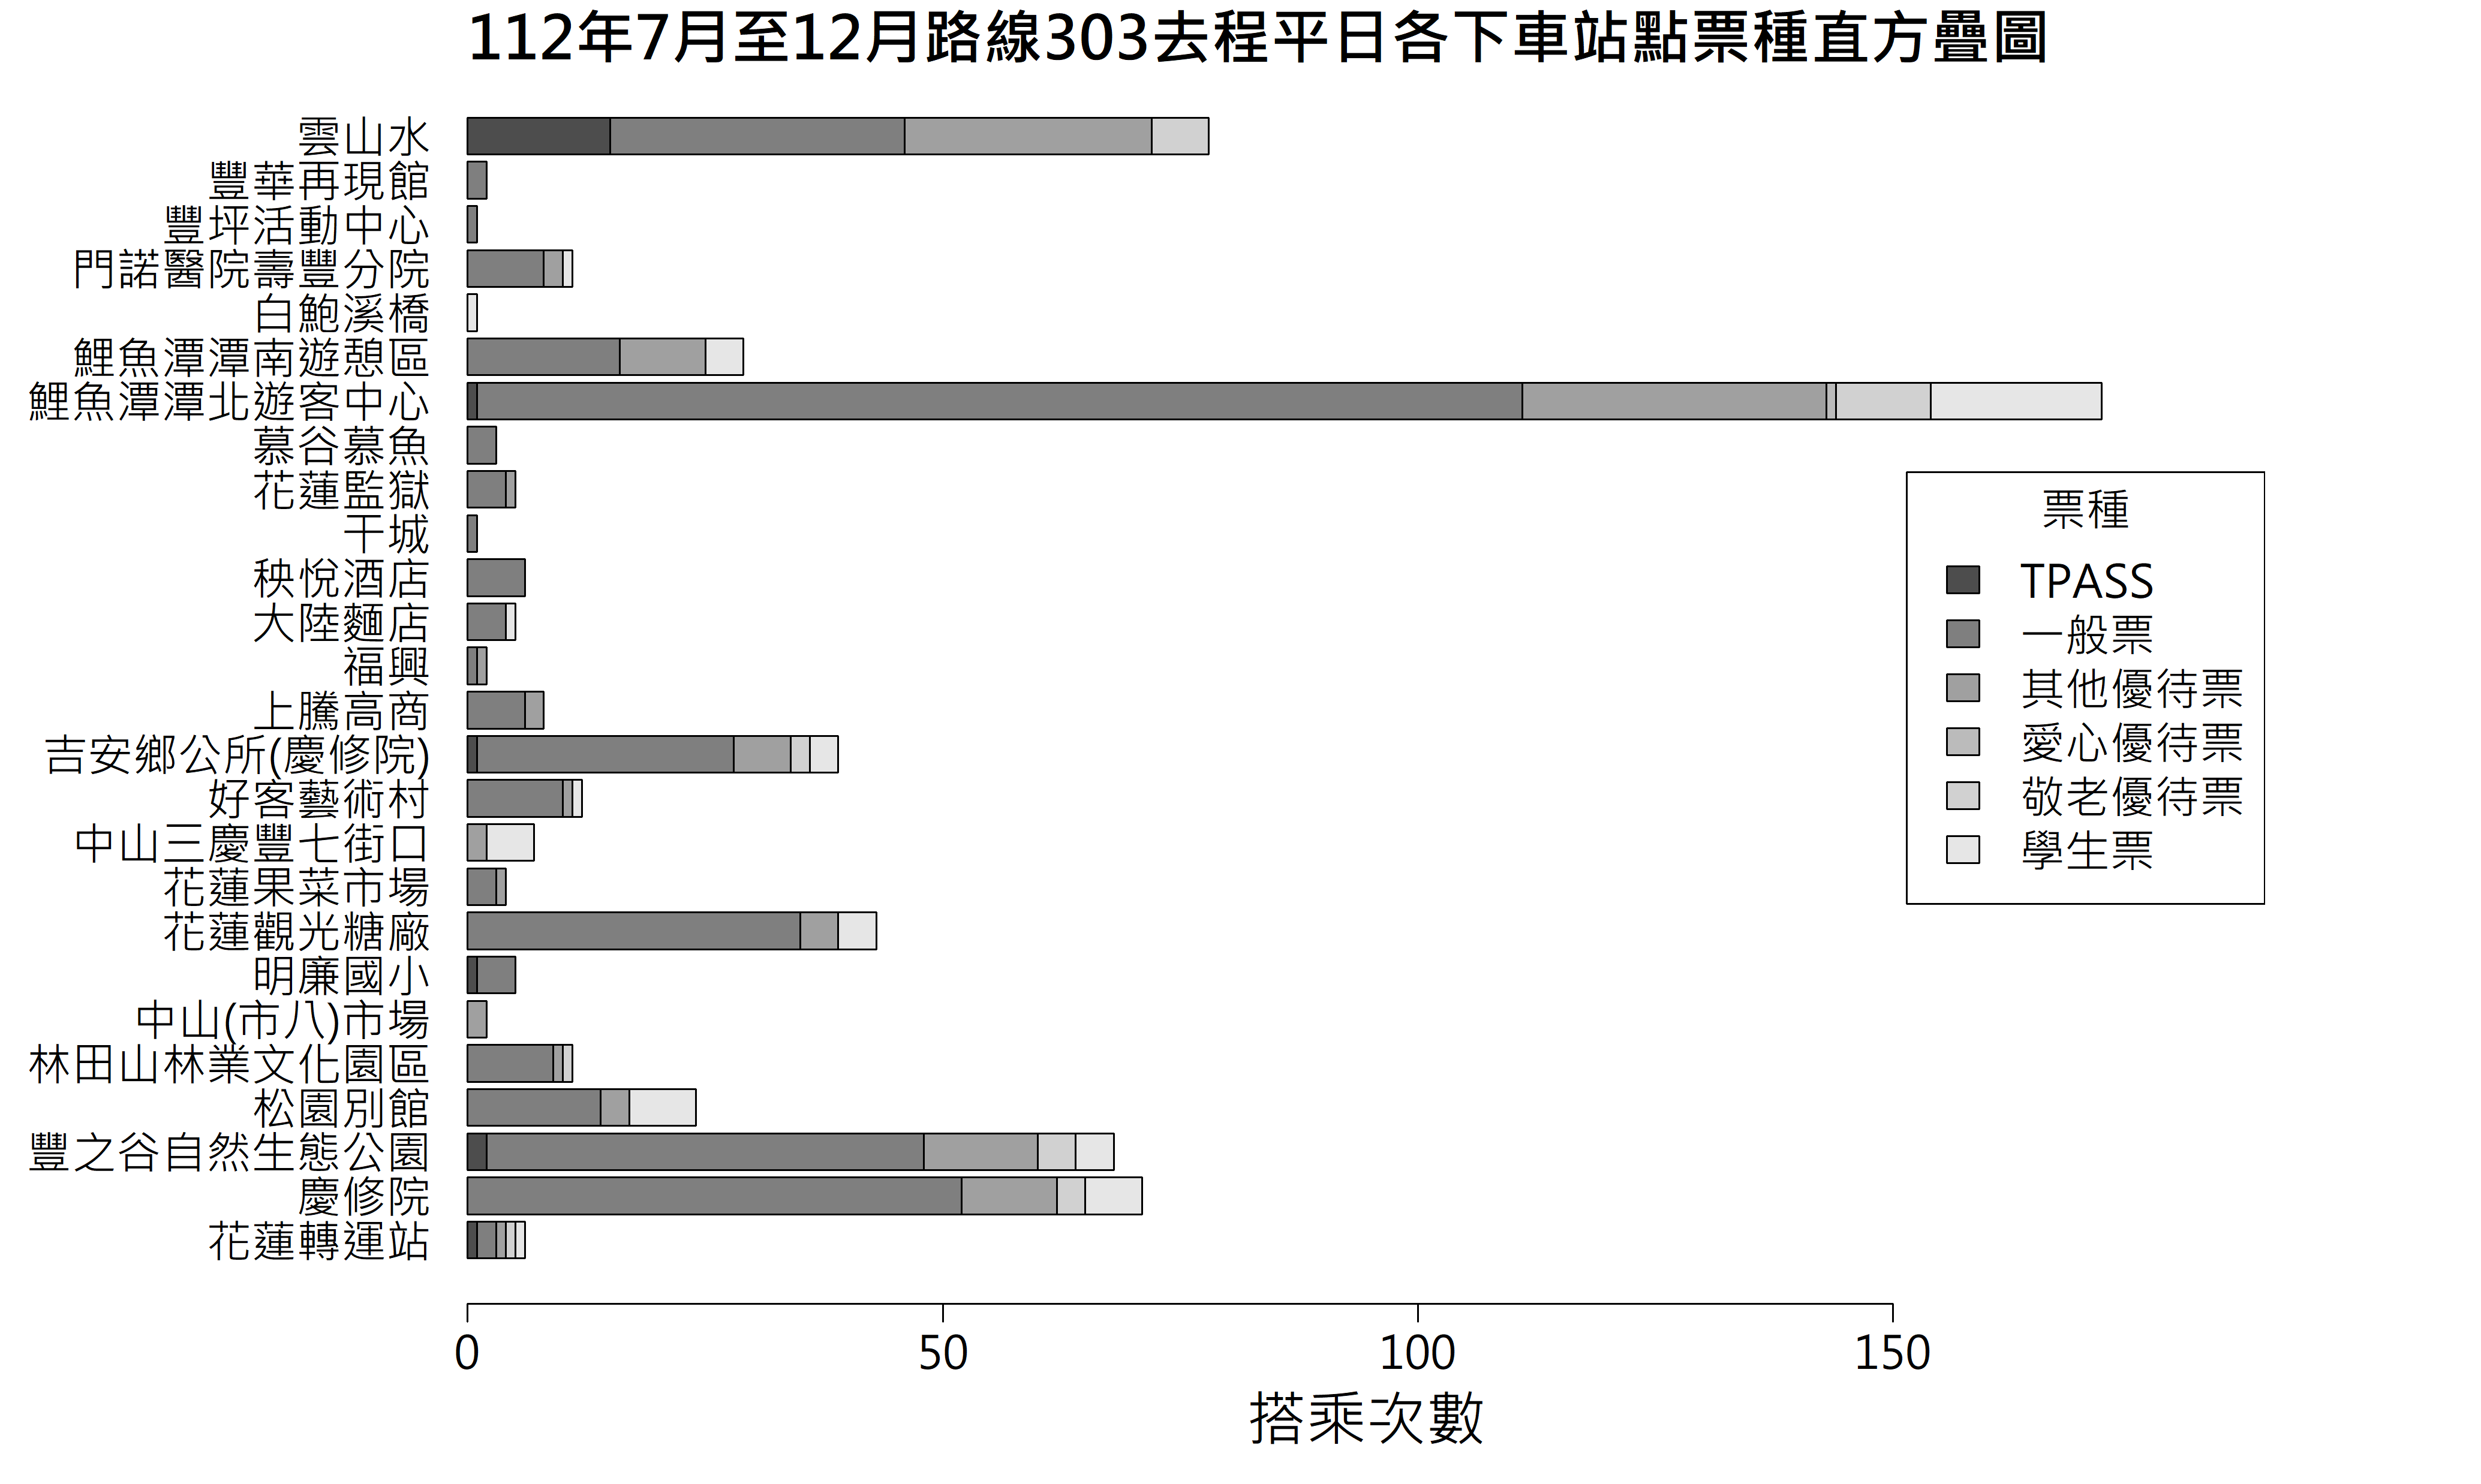 112年7月至12月路線303去程平日各下車站點票種直方疊圖
雲山水
豐華再現館
豐坪活動中心
門諾醫院壽豐分院
白鮑溪橋
鯉魚潭潭南遊憩區
鯉魚潭潭北遊客中心
慕谷慕魚
花蓮監獄
干城
秧悅酒店
大陸麵店
福興
上騰高商
吉安鄉公所(慶修院)
好客藝術村
中山三慶豐七街口
花蓮果菜市場
花蓮觀光糖廠
明廉國小
中山(市八)市場
林田山林業文化園區
松園別館
豐之谷自然生態公園
慶修院
花蓮轉運站
票種
TPASS
一般票
其他優待票
愛心優待票
敬老優待票
學生票
0 50 100 150
搭乘次數